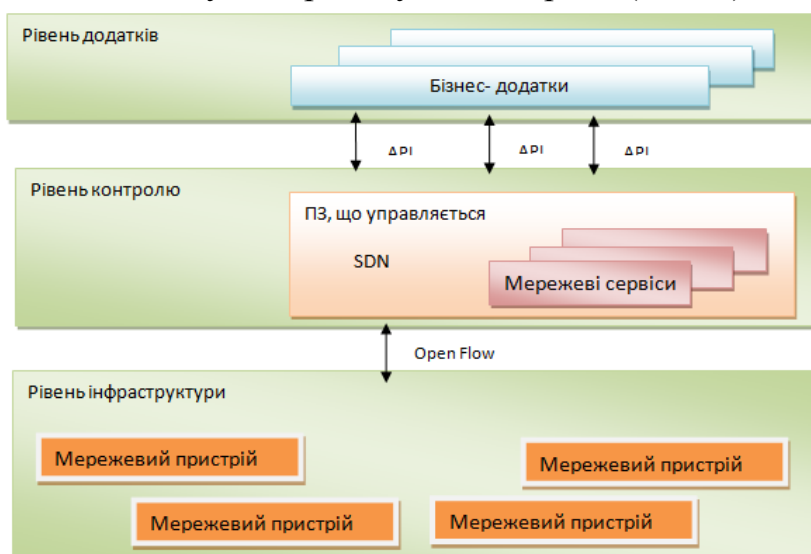 Рівень додатків
Бізнес- додатки
API
API
API
Рівень контролю
ПЗ, що управляється
SDN
Мережеві сервіси
Open Flow
Рівень інфраструктури
Мережевий пристрій
Мережевий пристрій
Мережевий пристрій
Мережевий пристрій